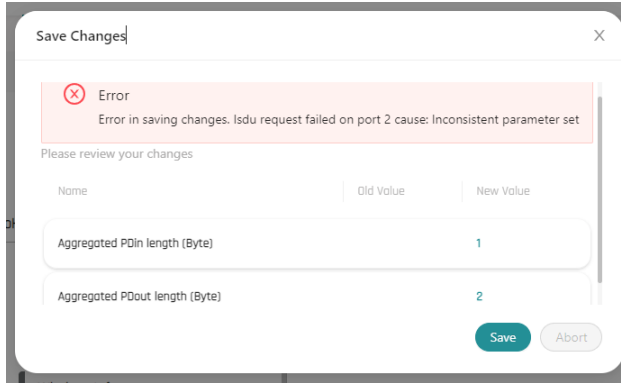 Save Changes
X
Error
Error in saving changes. Isdu request failed on port 2 cause: Inconsistent parameter set
Please review your changes
Name Old Value New Value
Aggregated PDin length (Byte) 1
Aggregated PDout length (Byte) 2
Save Abort